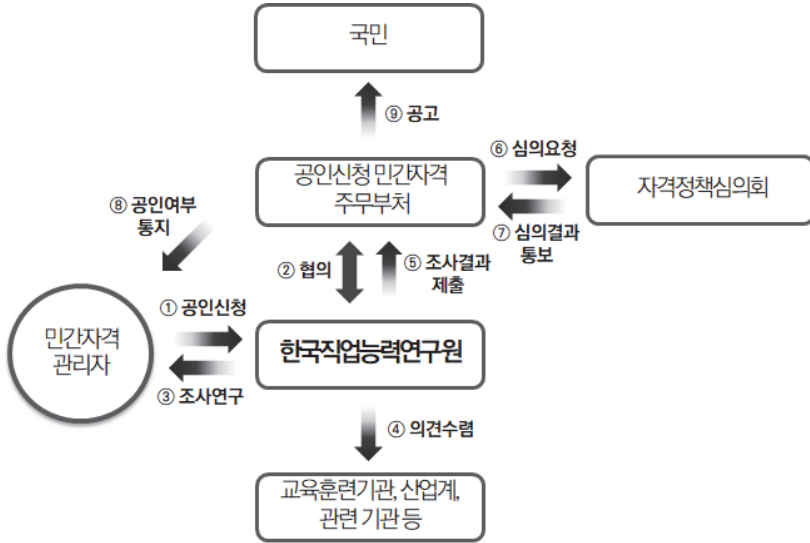 국민
⑨ 공고
⑥ 심의요청
공인신청 민간자격
주무부처
자격정책심의회
⑧ 공인여부
통지
⑦ 심의결과
통보
② 협의
⑤ 조사결과
제출
① 공인신청
민간자격
관리자
한국직업능력연구원
③ 조사연구
④ 의견수렴
교육훈련기관, 산업계,
관련 기관 등